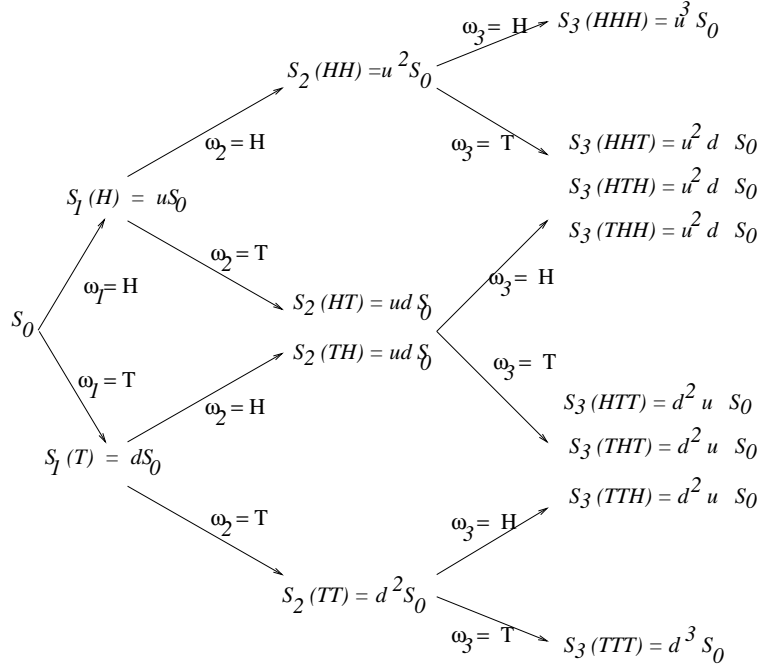 S₃ (HHH) = u³ S₀
ω₃ = H
S₂ (HH) = u² S₀
ω₂ = H
ω₃ = T
S₃ (HHT) = u² d S₀
S₃ (HTH) = u² d S₀
S₃ (THH) = u² d S₀
S₁ (H) = uS₀
ω₂ = T
ω₃ = H
ω₁ = H
S₂ (HT) = ud S₀
S₀
S₂ (TH) = ud S₀
ω₃ = T
ω₁ = T
ω₂ = H
S₃ (HTT) = d² u S₀
S₃ (THT) = d² u S₀
S₁ (T) = dS₀
S₃ (TTH) = d² u S₀
ω₂ = T
ω₃ = H
S₂ (TT) = d² S₀
ω₃ = T
S₃ (TTT) = d³ S₀